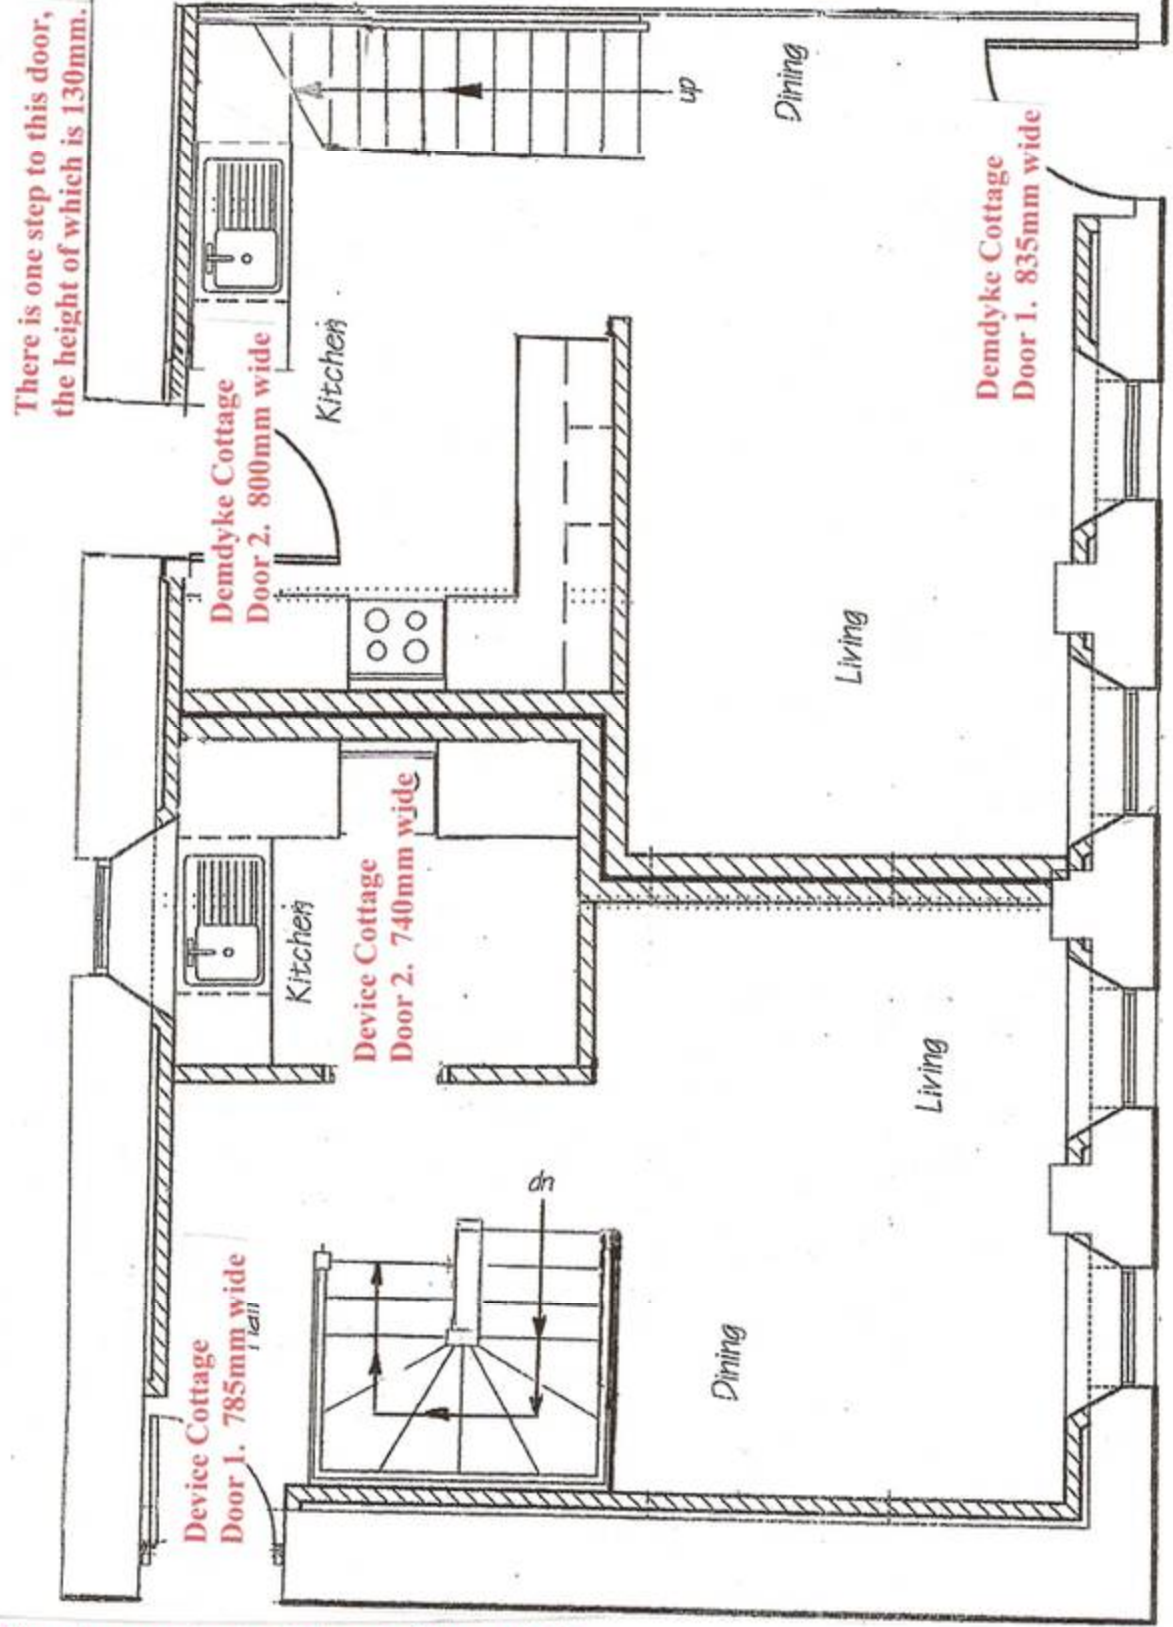 There is one step to this door,
the height of which is 130mm.
Demdyke Cottage
Door 2. 800mm wide
Kitchen
up
Dining
Demdyke Cottage
Door 1. 835mm wide
Living
Device Cottage
Door 2. 740mm wide
Kitchen
Living
Device Cottage
Door 1. 785mm wide
Hall
dn
Dining